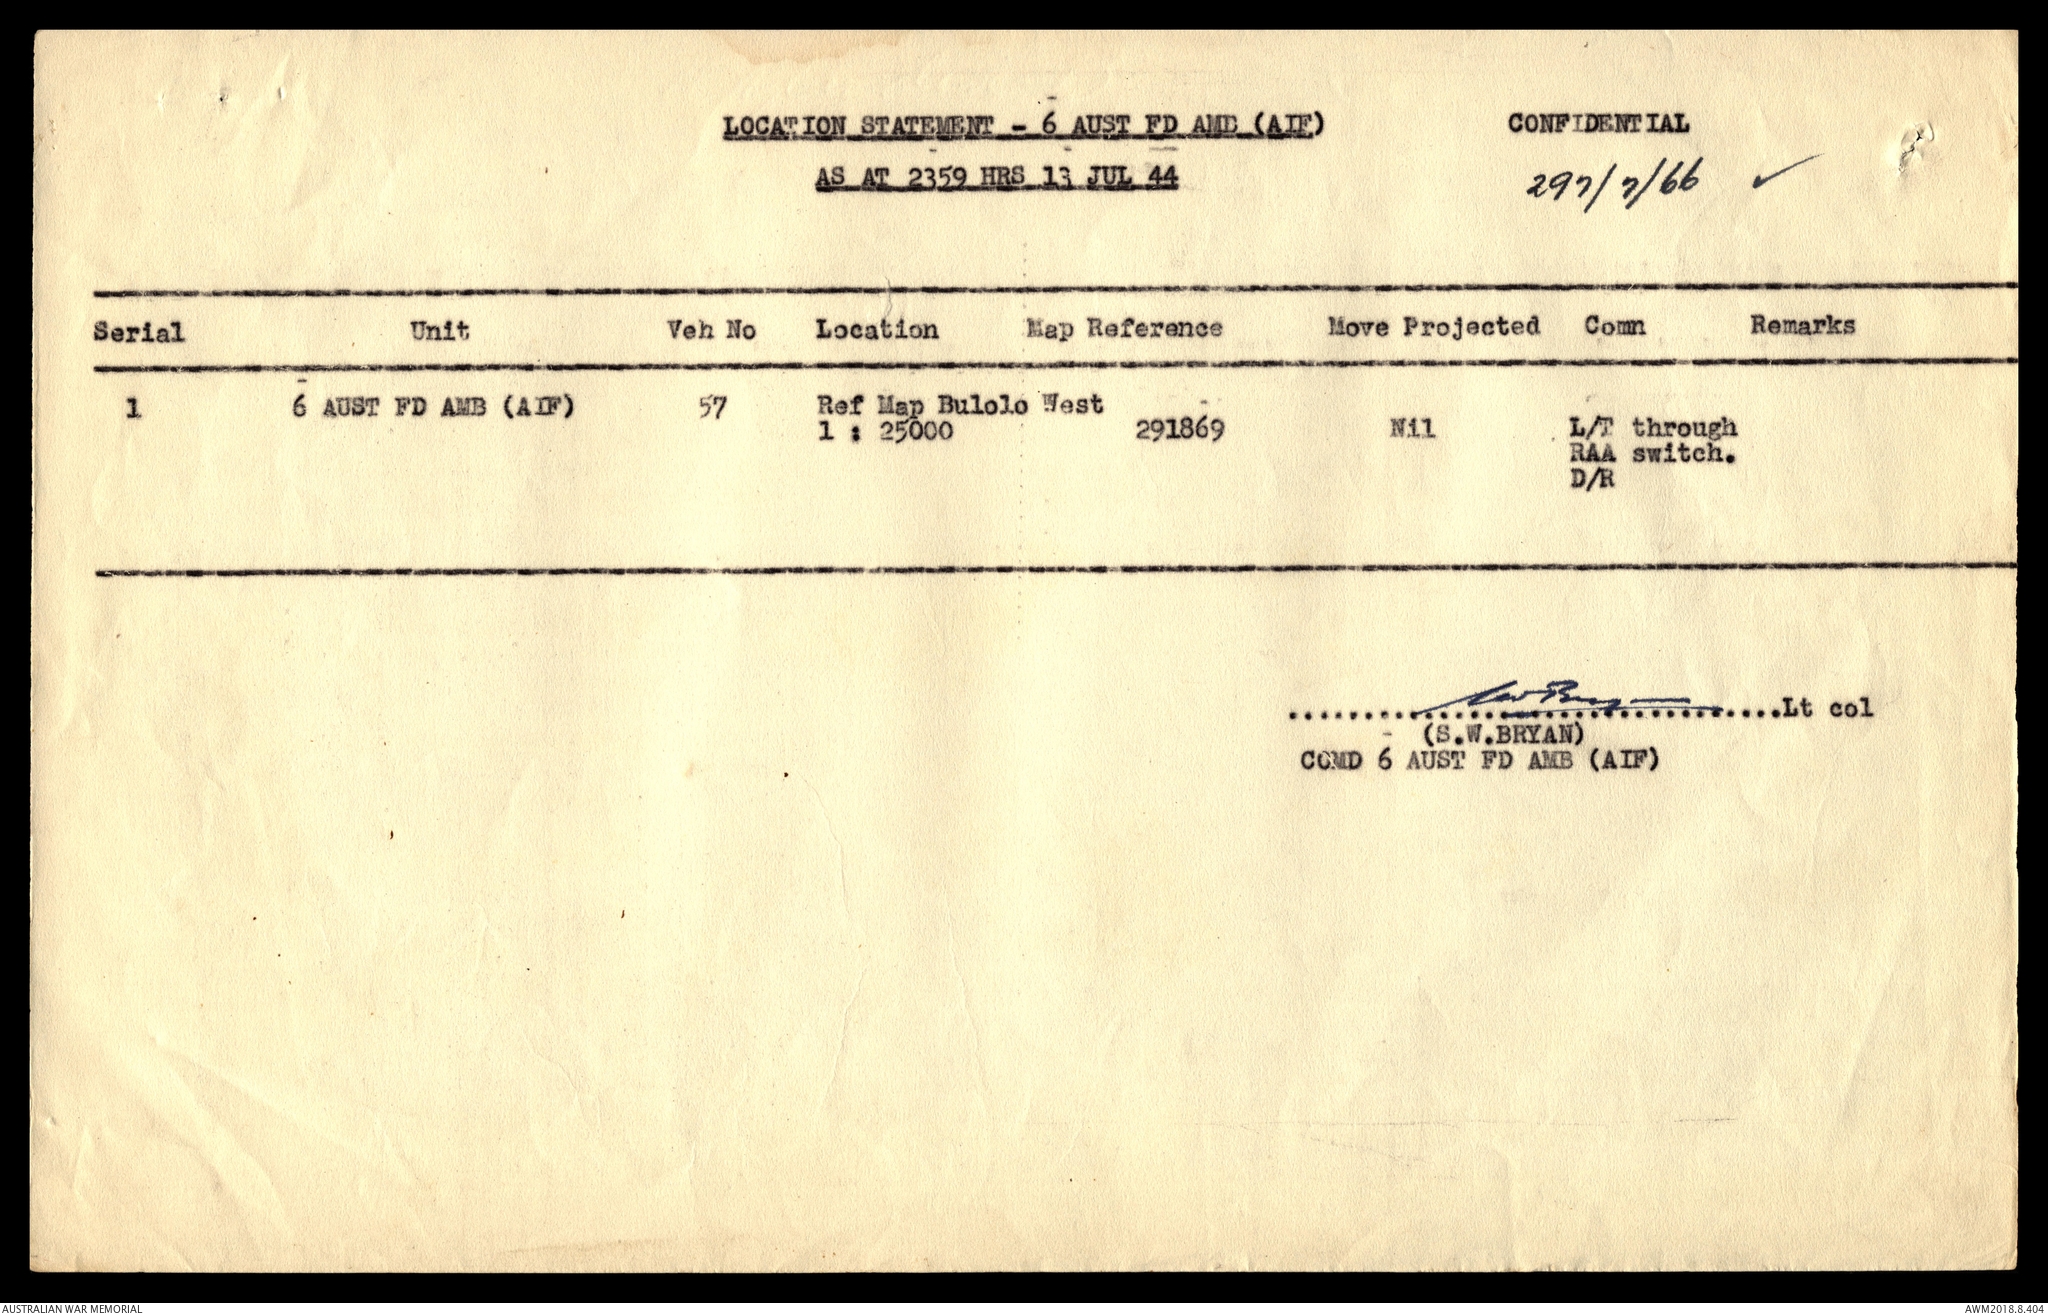 LOCATION STATEMENT - 6 AUST FD AMB (AIF)
CONFIDENTIAL
AS AT 2359 HRS 13 JUL 44
297/7/66 ✓
Serial Unit Veh No Location Map Reference Move Projected Comn Remarks
1 6 AUST FD AMB (AIF) 57 Ref Map Bulolo West
1 : 25000 291869 Nil L/T through
RAA switch.
D/R
Lt col
(S.W.BRYAN)
COMD 6 AUST FD AMB (AIF)
AUSTRALIAN WAR MEMORIAL
AWM2018.8.404